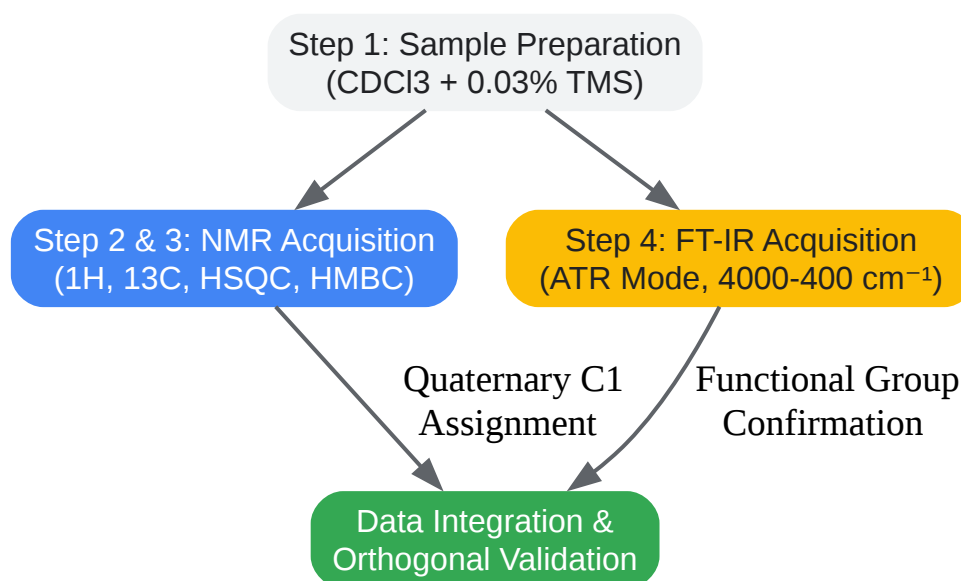 Step 1: Sample Preparation
(CDCl3 + 0.03% TMS)
Step 2 & 3: NMR Acquisition
(1H, 13C, HSQC, HMBC)
Step 4: FT-IR Acquisition
(ATR Mode, 4000-400 cm⁻¹)
Quaternary C1
Assignment
Functional Group
Confirmation
Data Integration &
Orthogonal Validation